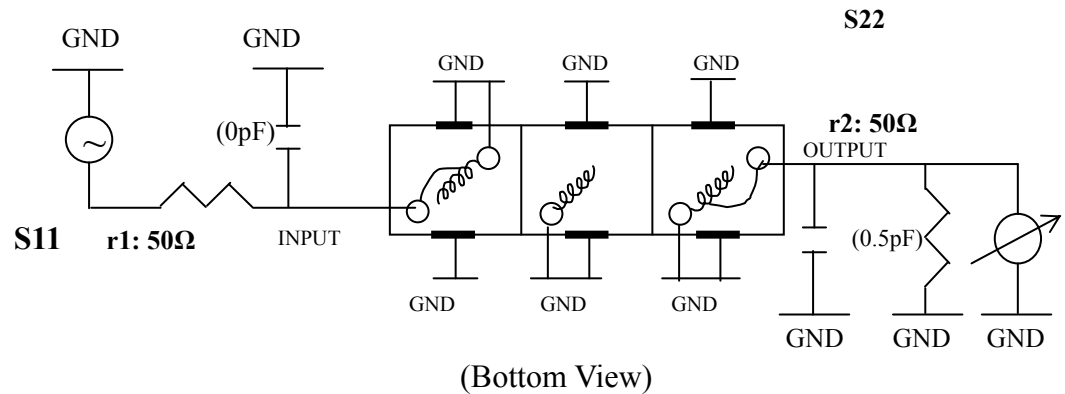 S22
GND GND
GND GND GND
(0pF)
r2: 50Ω
OUTPUT
S11 r1: 50Ω INPUT
(0.5pF)
GND GND GND
GND GND GND
(Bottom View)